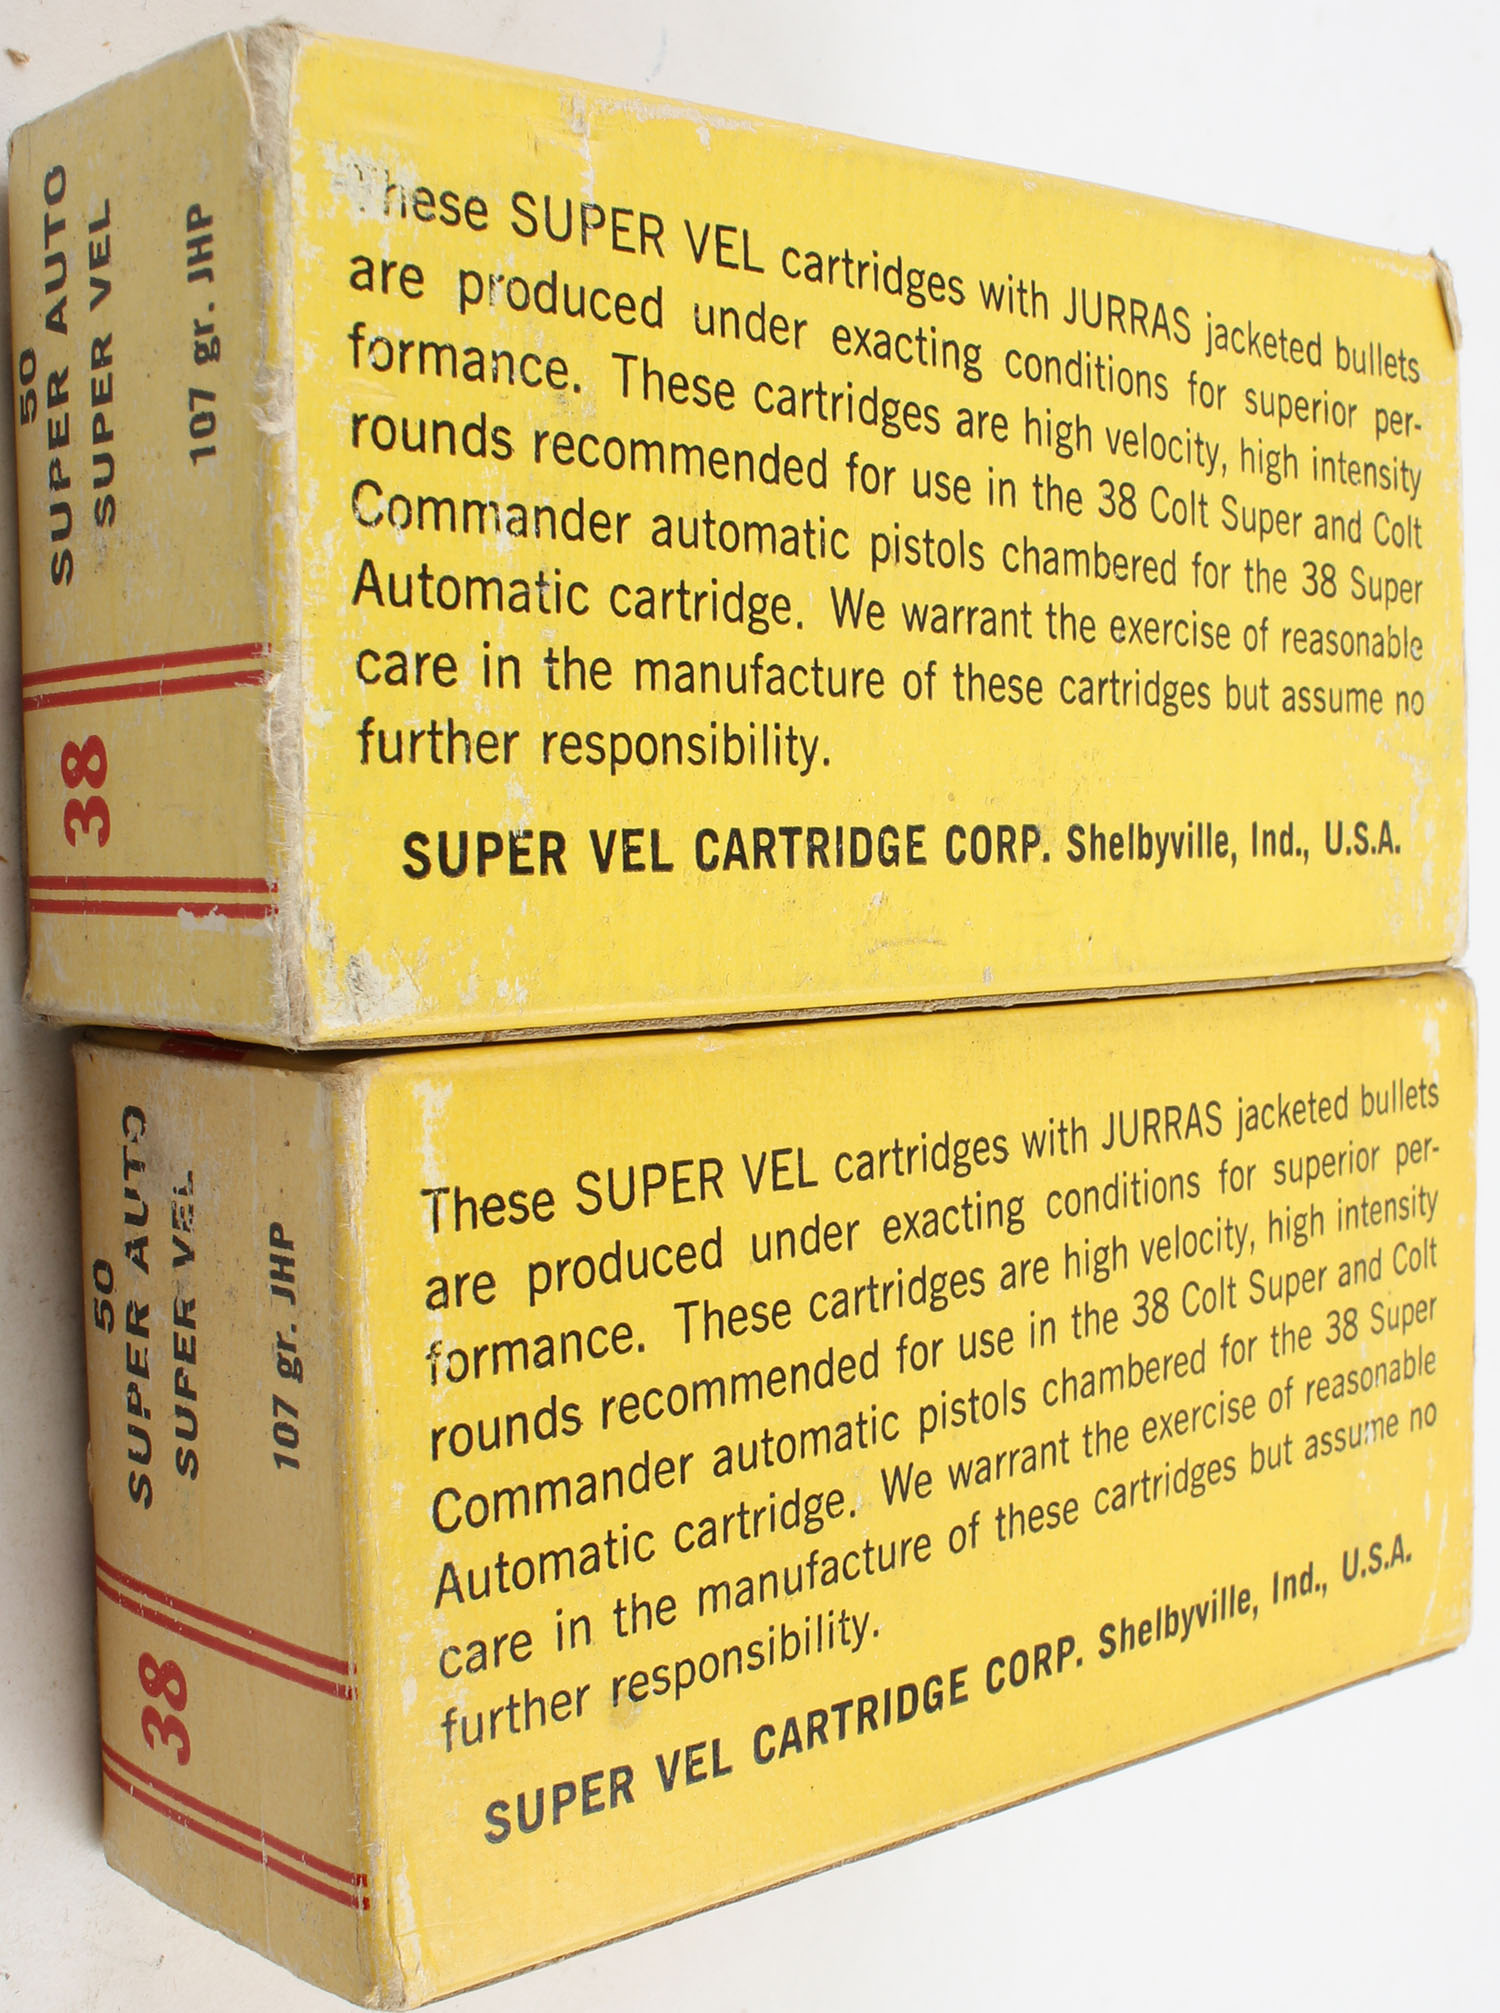 50
SUPER AUTO
SUPER VEL
107 gr. JHP
38
These SUPER VEL cartridges with JURRAS jacketed bullets
are produced under exacting conditions for superior per-
formance. These cartridges are high velocity, high intensity
rounds recommended for use in the 38 Colt Super and Colt
Commander automatic pistols chambered for the 38 Super
Automatic cartridge. We warrant the exercise of reasonable
care in the manufacture of these cartridges but assume no
further responsibility.
SUPER VEL CARTRIDGE CORP. Shelbyville, Ind., U.S.A.
50
SUPER AUTO
SUPER VEL
107 gr. JHP
38
These SUPER VEL cartridges with JURRAS jacketed bullets
are produced under exacting conditions for superior per-
formance. These cartridges are high velocity, high intensity
rounds recommended for use in the 38 Colt Super and Colt
Commander automatic pistols chambered for the 38 Super
Automatic cartridge. We warrant the exercise of reasonable
care in the manufacture of these cartridges but assume no
further responsibility.
SUPER VEL CARTRIDGE CORP. Shelbyville, Ind., U.S.A.